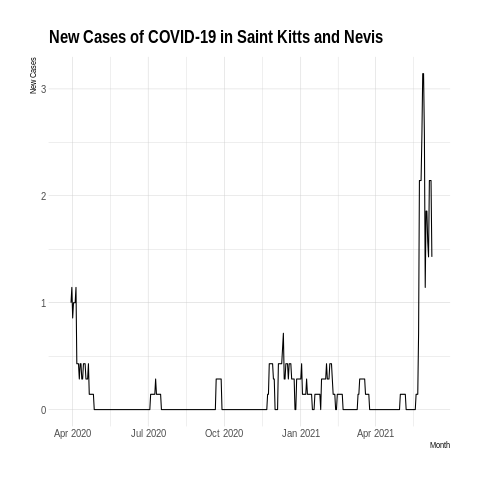 New Cases of COVID-19 in Saint Kitts and Nevis
New Cases
3
2
1
0
Apr 2020 Jul 2020 Oct 2020 Jan 2021 Apr 2021
Month